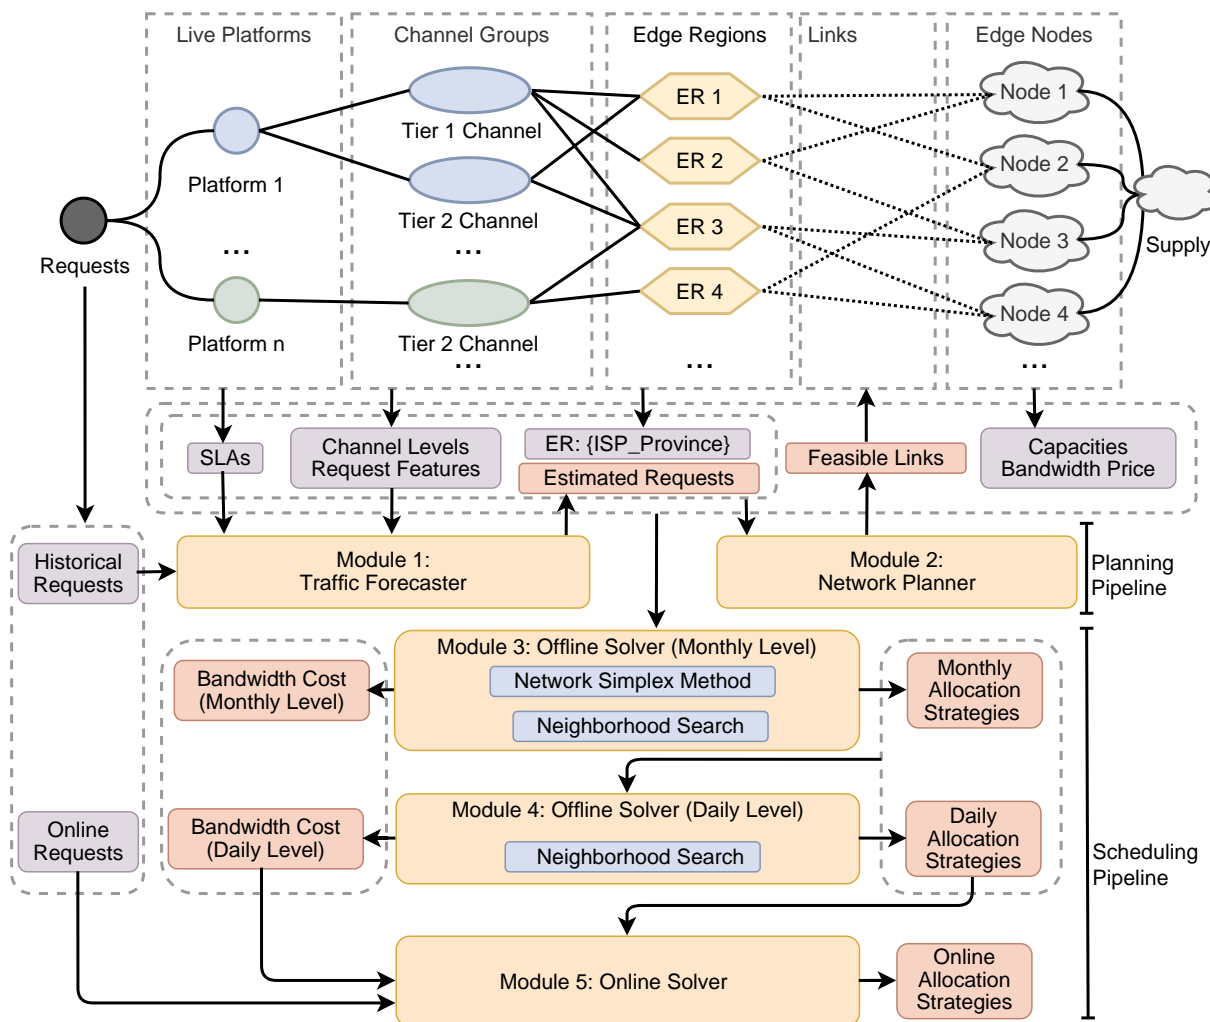 Live Platforms
Channel Groups
Edge Regions
Links
Edge Nodes
Requests
Platform 1
...
Platform n
Tier 1 Channel
Tier 2 Channel
...
Tier 2 Channel
...
ER 1
ER 2
ER 3
ER 4
...
Node 1
Node 2
Node 3
Node 4
...
Supply
SLAs
Channel Levels
Request Features
ER: {ISP_Province}
Estimated Requests
Feasible Links
Capacities
Bandwidth Price
Historical
Requests
Module 1:
Traffic Forecaster
Module 2:
Network Planner
Planning
Pipeline
Module 3: Offline Solver (Monthly Level)
Network Simplex Method
Neighborhood Search
Bandwidth Cost
(Monthly Level)
Monthly
Allocation
Strategies
Online
Requests
Bandwidth Cost
(Daily Level)
Module 4: Offline Solver (Daily Level)
Neighborhood Search
Daily
Allocation
Strategies
Scheduling
Pipeline
Module 5: Online Solver
Online
Allocation
Strategies